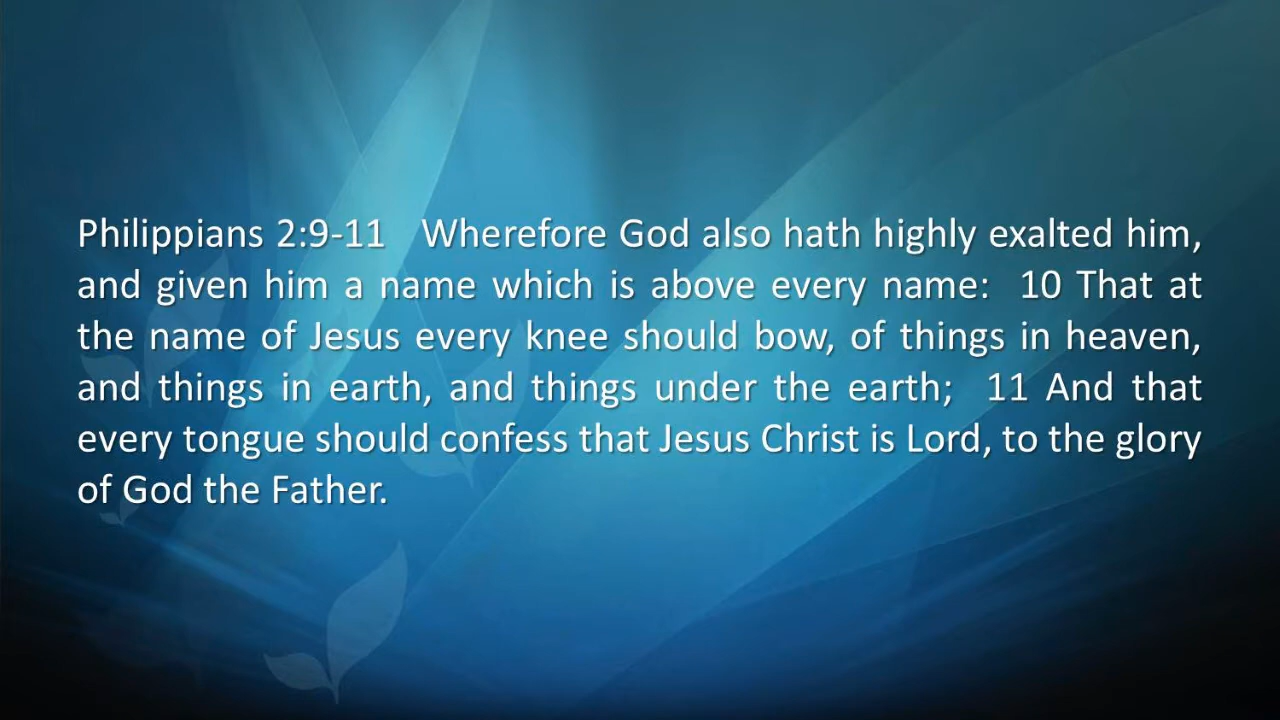 Philippians 2:9-11 Wherefore God also hath highly exalted him,
and given him a name which is above every name: 10 That at
the name of Jesus every knee should bow, of things in heaven,
and things in earth, and things under the earth; 11 And that
every tongue should confess that Jesus Christ is Lord, to the glory
of God the Father.